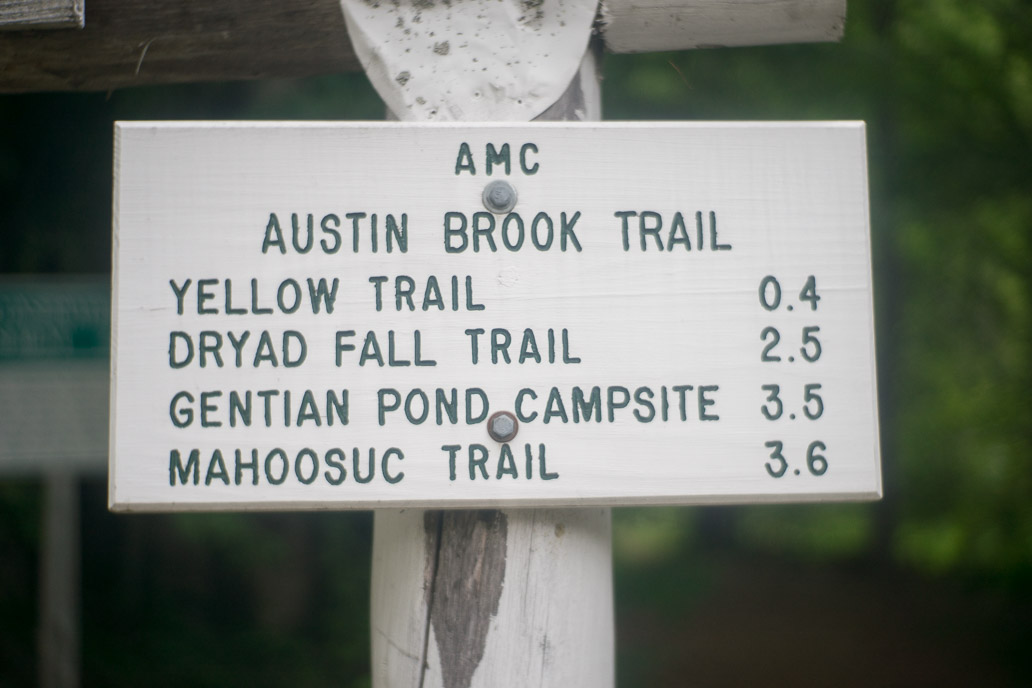 AMC
AUSTIN BROOK TRAIL
YELLOW TRAIL 0.4
DRYAD FALL TRAIL 2.5
GENTIAN POND CAMPSITE 3.5
MAHOOSUC TRAIL 3.6